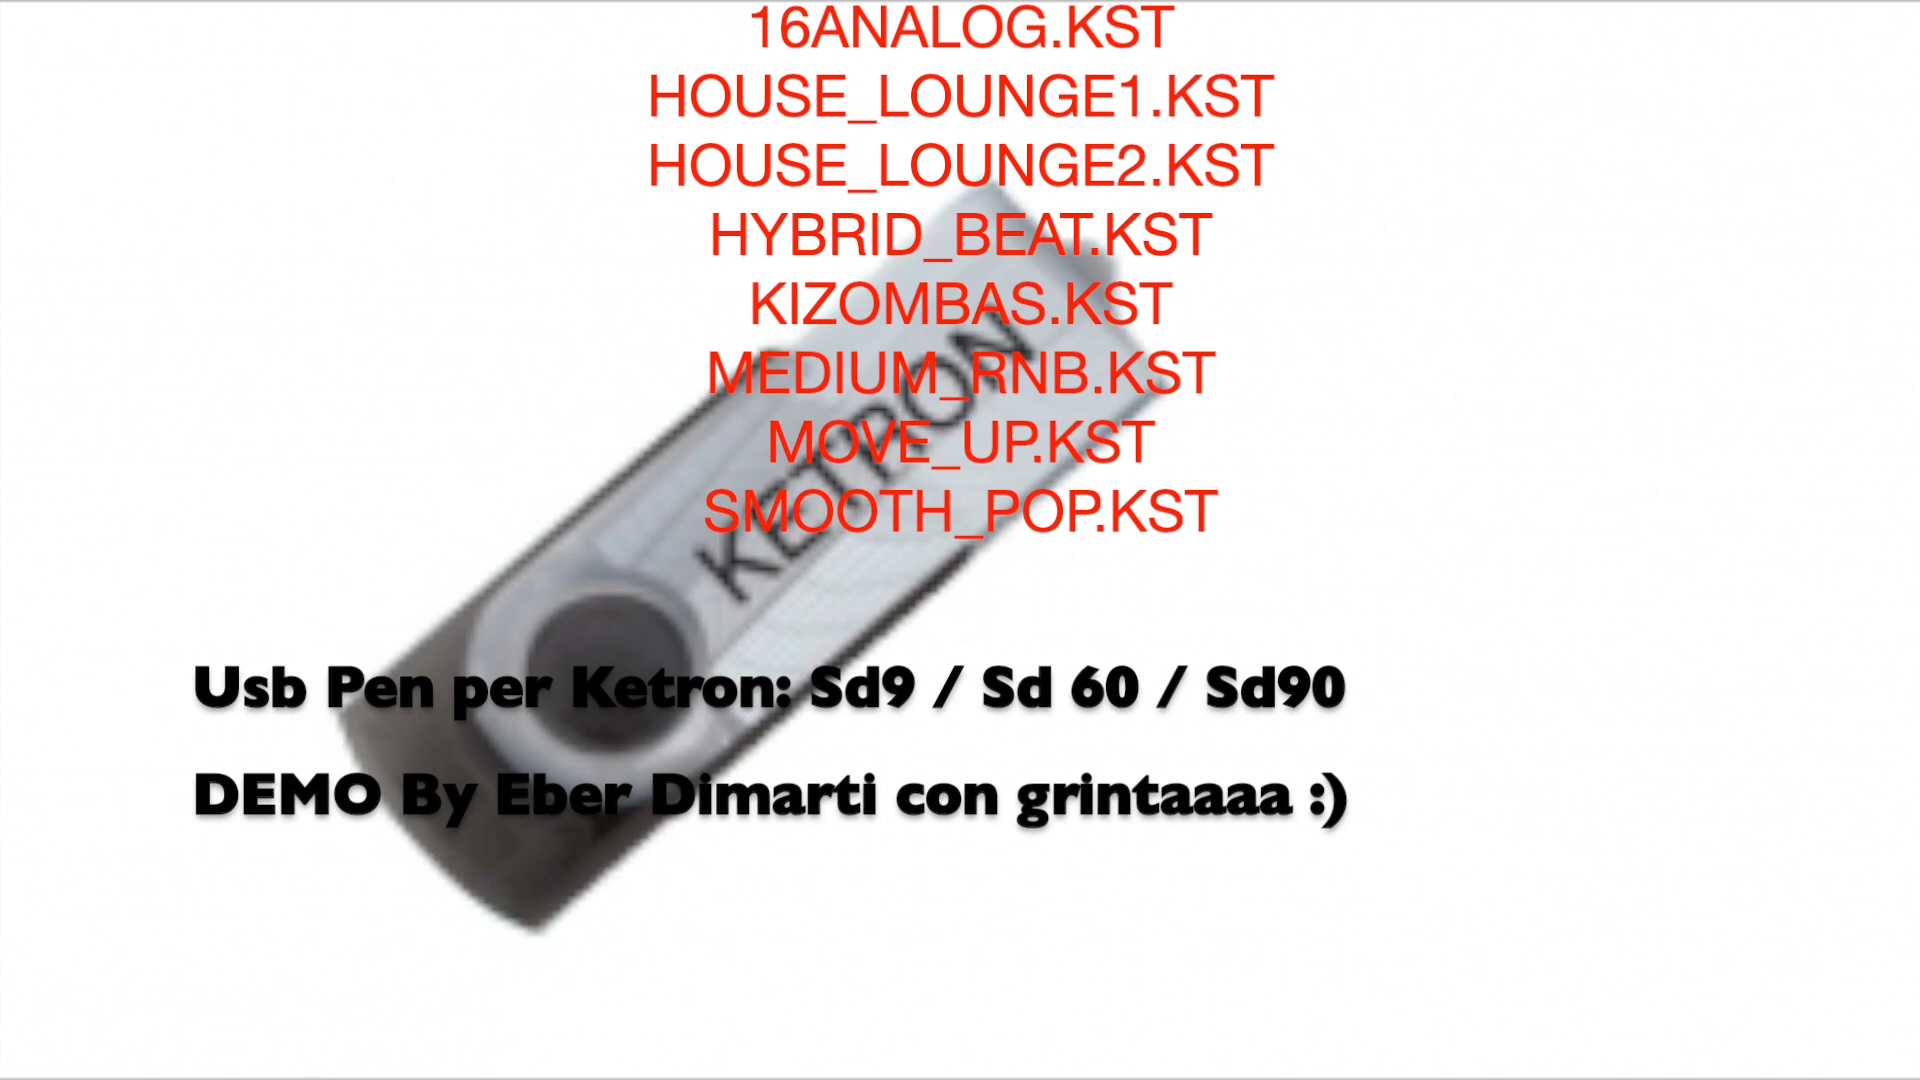 16ANALOG.KST
HOUSE_LOUNGE1.KST
HOUSE_LOUNGE2.KST
HYBRID_BEAT.KST
KIZOMBAS.KST
MEDIUM_RNB.KST
MOVE_UP.KST
SMOOTH_POP.KST
KETRON
Usb Pen per Ketron: Sd9 / Sd 60 / Sd90
DEMO By Eber Dimarti con grintaaaa :)